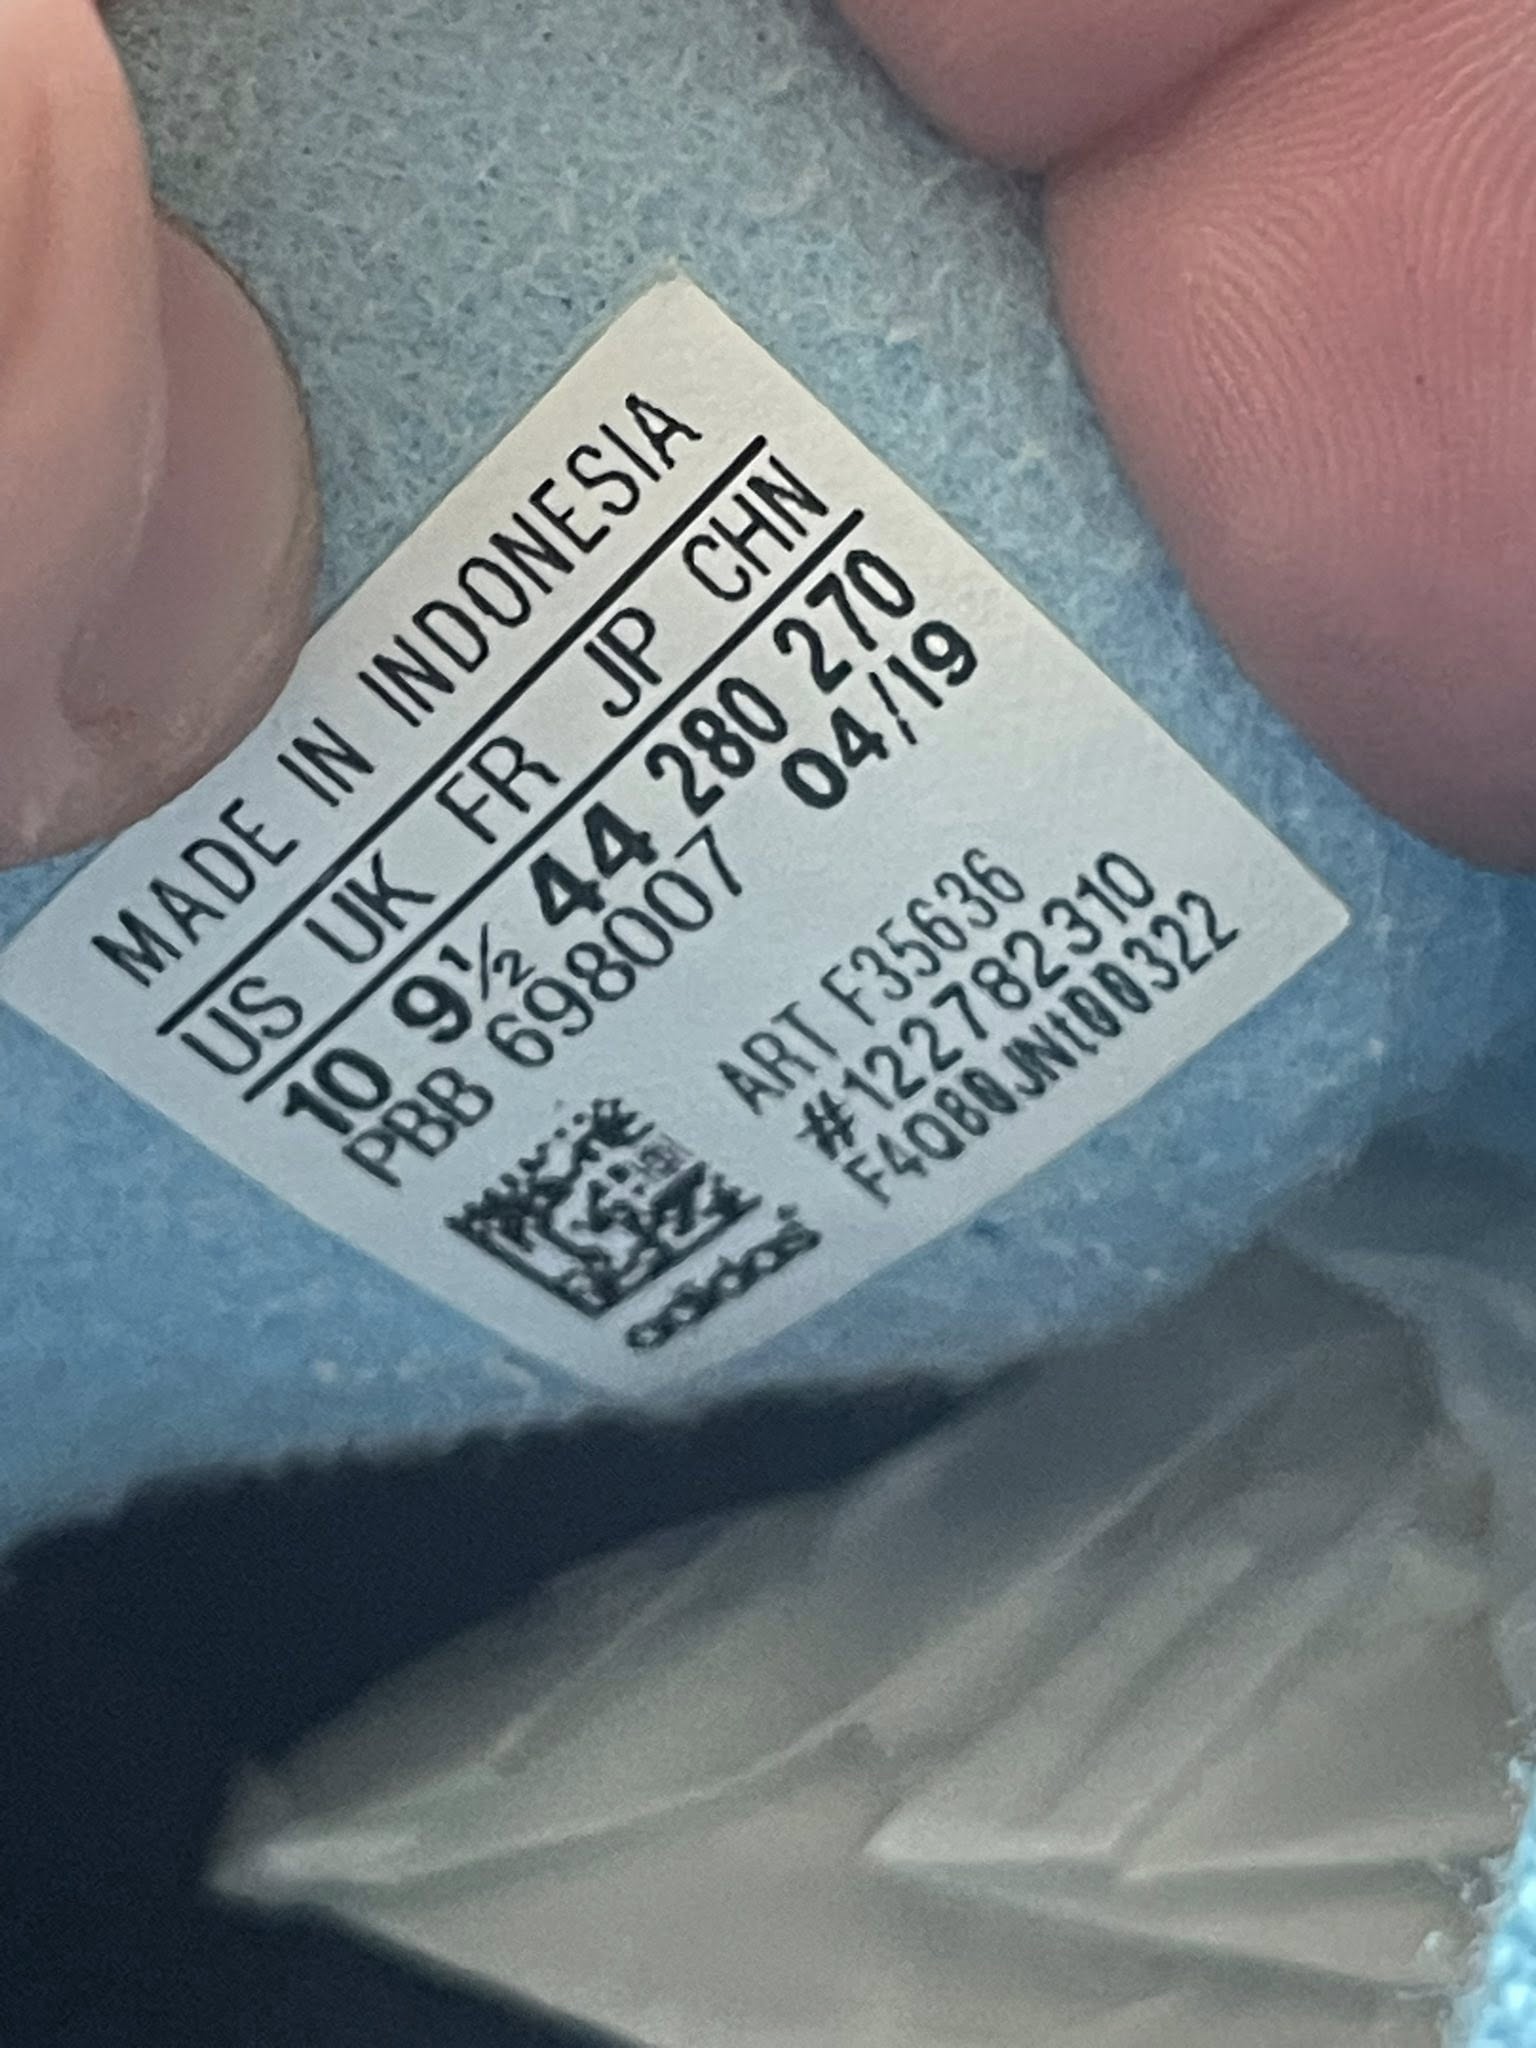 MADE IN INDONESIA
US UK FR JP CHN
10 9½ 44 280 270
PBB 698007 04/19
ART F35636
#122782310
F4QB0JNt00322
adidas